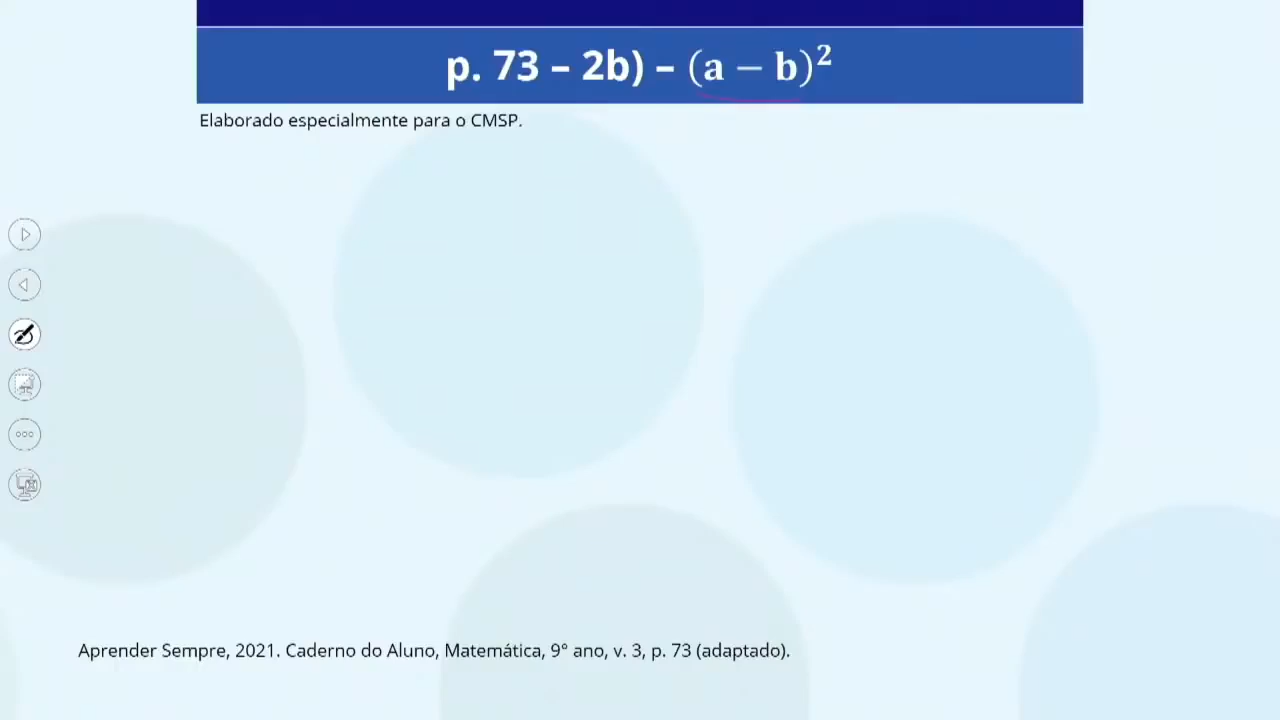 p. 73 – 2b) – (a − b)²
Elaborado especialmente para o CMSP.
Aprender Sempre, 2021. Caderno do Aluno, Matemática, 9° ano, v. 3, p. 73 (adaptado).